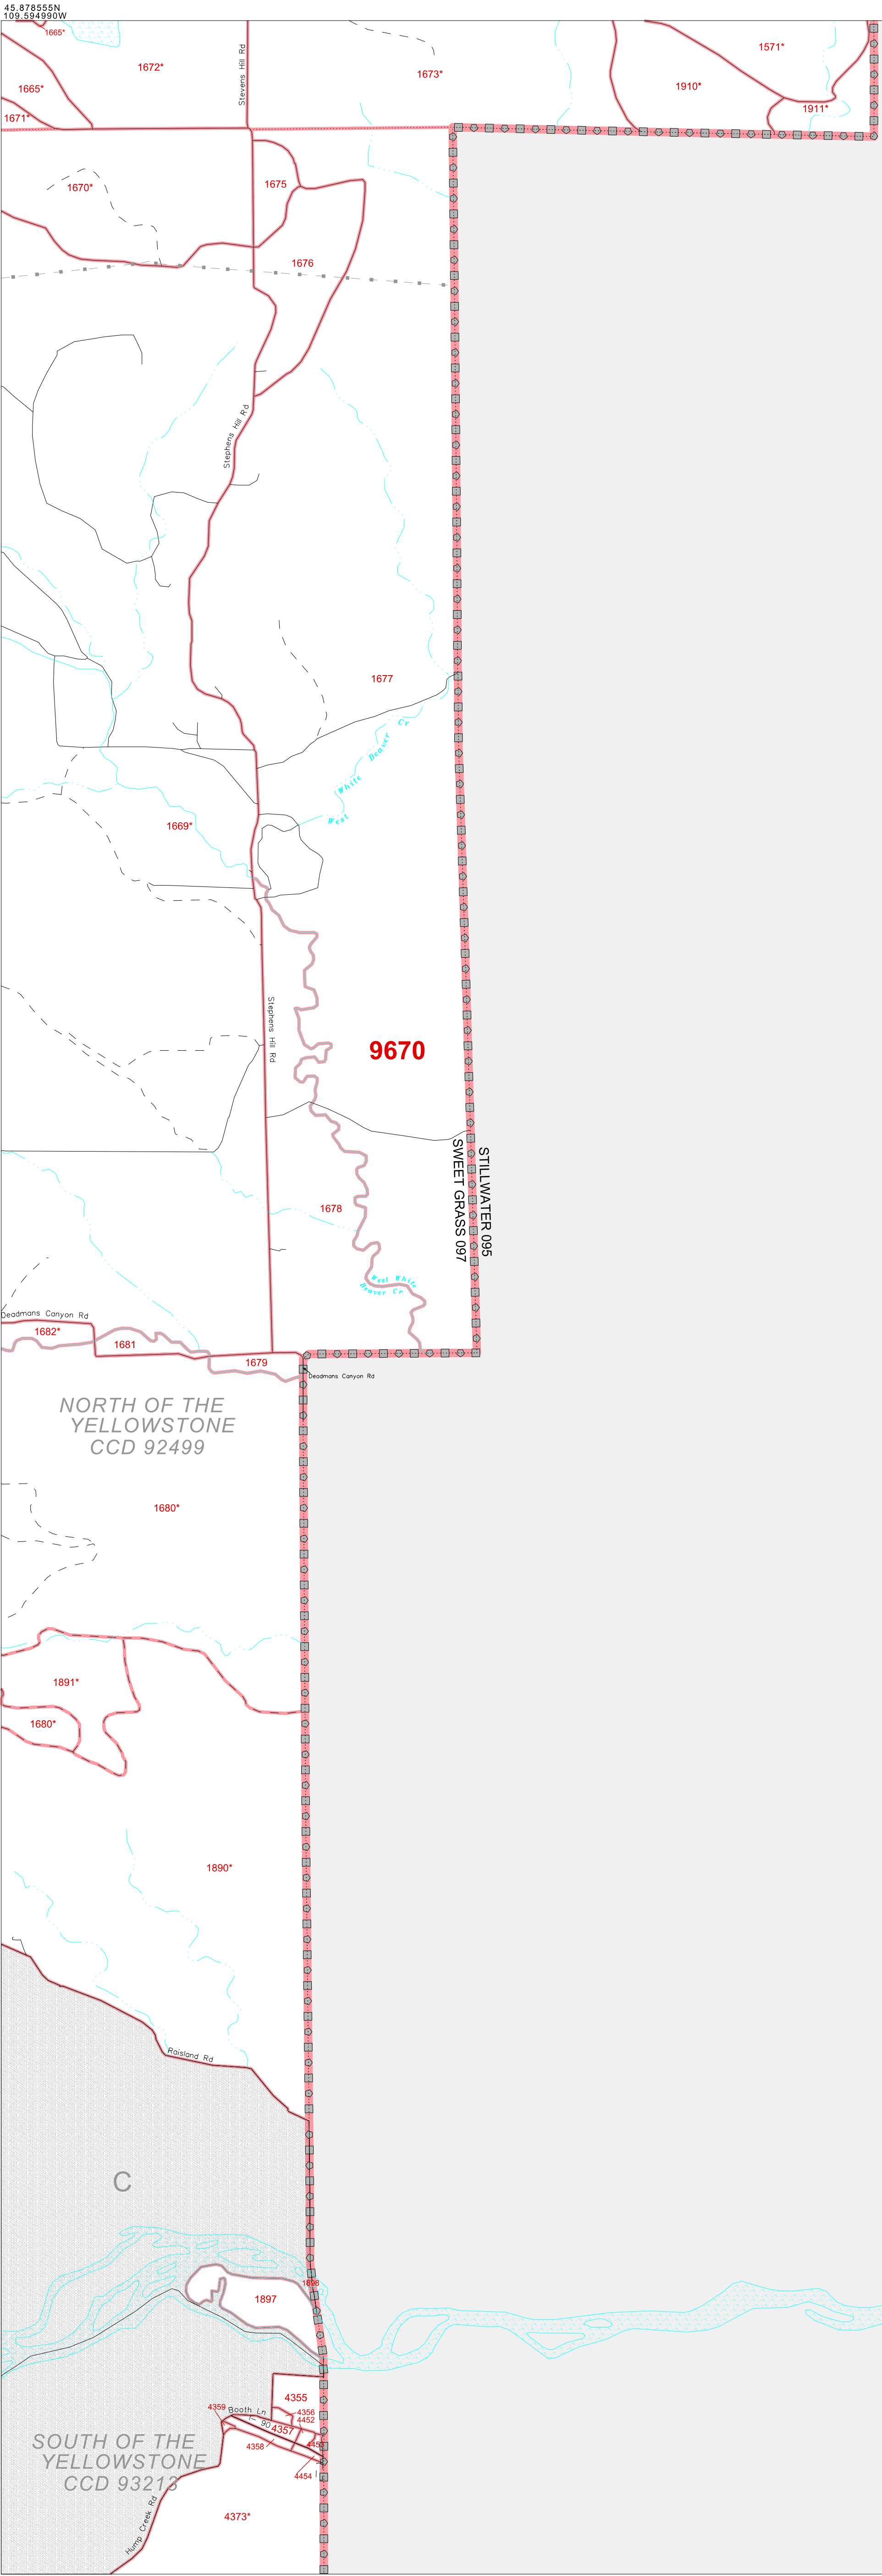 45.878555N
109.594990W
1665*
1672*
Stevens Hill Rd
1673*
1571*
1665*
1910*
1911*
1671*
1670*
1675
1676
Stephens Hill Rd
1677
West White Beaver Cr
1669*
Stephens Hill Rd
9670
STILLWATER 095
SWEET GRASS 097
1678
West White
Beaver Cr
Deadmans Canyon Rd
1682*
1681
1679
Deadmans Canyon Rd
NORTH OF THE
YELLOWSTONE
CCD 92499
1680*
1891*
1680*
1890*
Raisland Rd
C
1898
1897
4355
4359
Booth Ln
4356
I- 90
4452
4357
4358
4454
SOUTH OF THE
YELLOWSTONE
CCD 93213
Hump Creek Rd
4373*